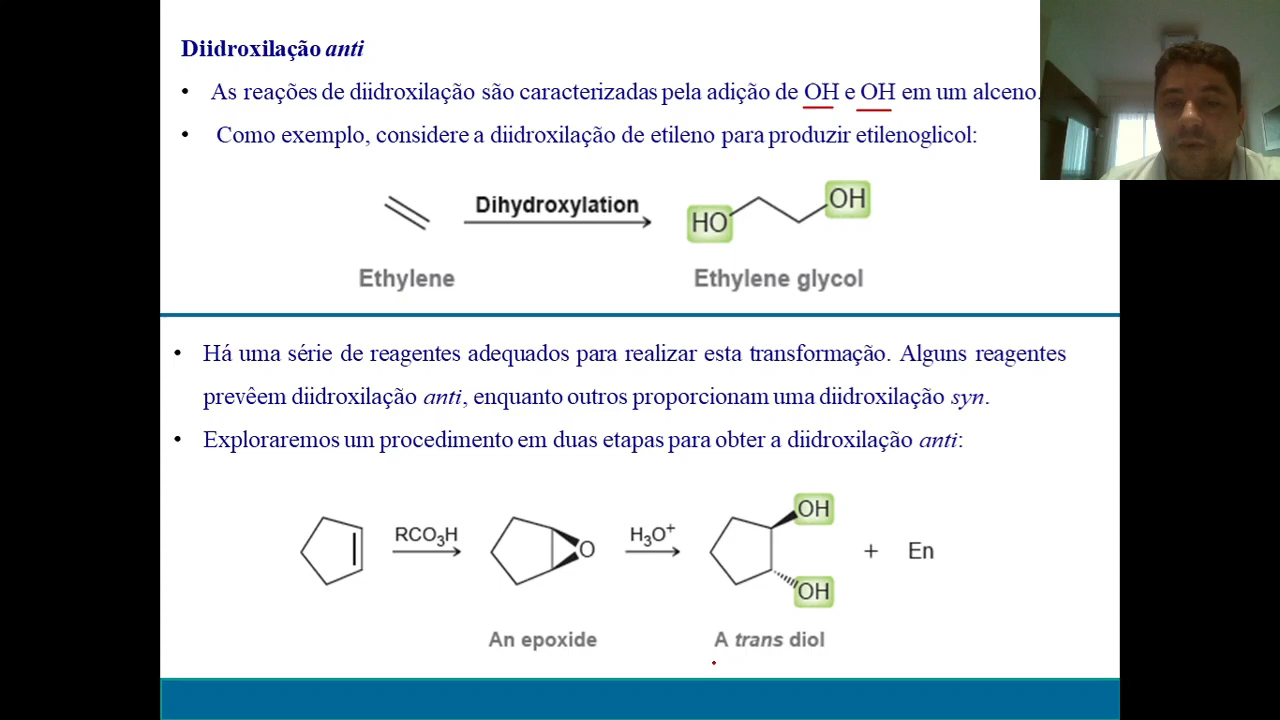 Diidroxilação anti
• As reações de diidroxilação são caracterizadas pela adição de OH e OH em um alceno.
• Como exemplo, considere a diidroxilação de etileno para produzir etilenoglicol:
Dihydroxylation
HO OH
Ethylene Ethylene glycol
• Há uma série de reagentes adequados para realizar esta transformação. Alguns reagentes
prevêem diidroxilação anti, enquanto outros proporcionam uma diidroxilação syn.
• Exploraremos um procedimento em duas etapas para obter a diidroxilação anti:
RCO₃H O H₃O⁺ OH
OH + En
An epoxide A trans diol